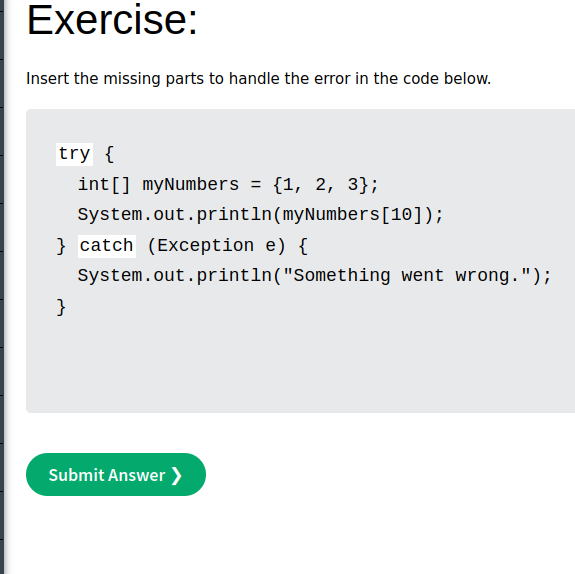 Exercise:
Insert the missing parts to handle the error in the code below.
try {
  int[] myNumbers = {1, 2, 3};
  System.out.println(myNumbers[10]);
} catch (Exception e) {
  System.out.println("Something went wrong.");
}
Submit Answer ❯